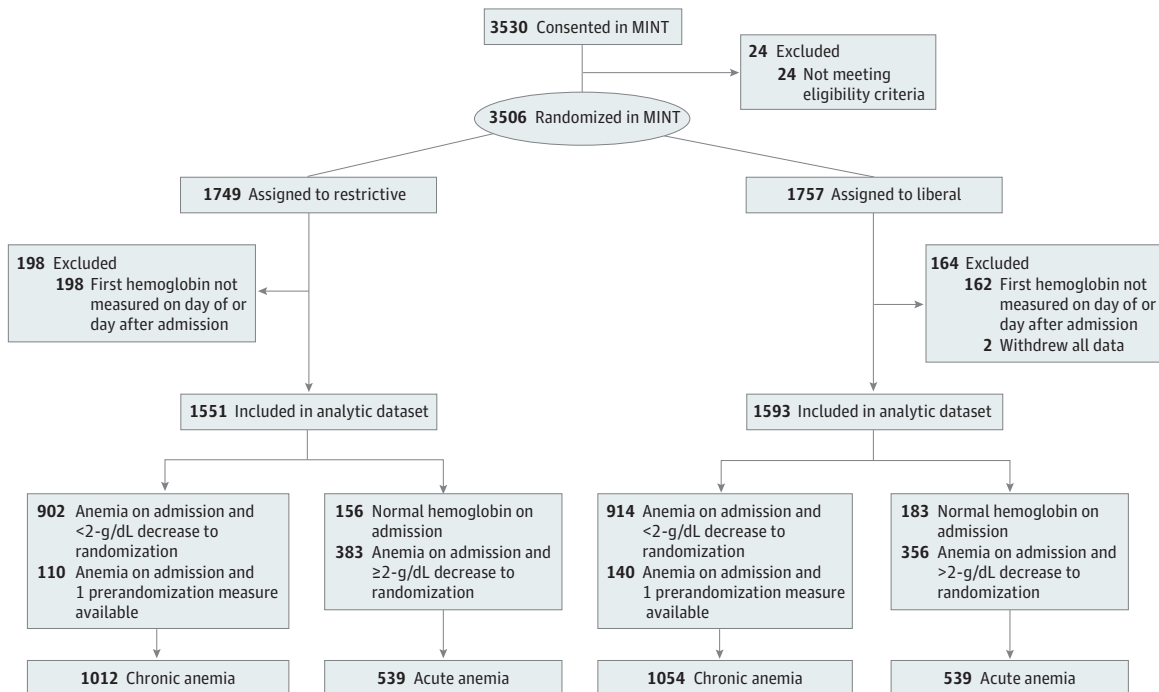 3530 Consented in MINT
24 Excluded
24 Not meeting
eligibility criteria
3506 Randomized in MINT
1749 Assigned to restrictive
1757 Assigned to liberal
198 Excluded
198 First hemoglobin not
measured on day of or
day after admission
164 Excluded
162 First hemoglobin not
measured on day of or
day after admission
2 Withdrew all data
1551 Included in analytic dataset
1593 Included in analytic dataset
902 Anemia on admission and
<2-g/dL decrease to
randomization
110 Anemia on admission and
1 prerandomization measure
available
156 Normal hemoglobin on
admission
383 Anemia on admission and
≥2-g/dL decrease to
randomization
914 Anemia on admission and
<2-g/dL decrease to
randomization
140 Anemia on admission and
1 prerandomization measure
available
183 Normal hemoglobin on
admission
356 Anemia on admission and
>2-g/dL decrease to
randomization
1012 Chronic anemia
539 Acute anemia
1054 Chronic anemia
539 Acute anemia